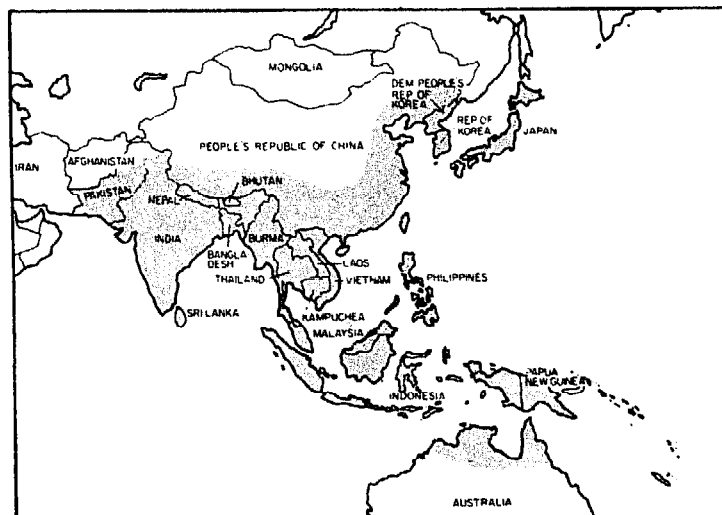 MONGOLIA
DEM PEOPLE'S
REP OF
KOREA
REP OF
KOREA
JAPAN
PEOPLE'S REPUBLIC OF CHINA
IRAN
AFGHANISTAN
PAKISTAN
BHUTAN
NEPAL
INDIA
BURMA
BANGLA
DESH
LAOS
THAILAND
VIETNAM
PHILIPPINES
KAMPUCHEA
SRI LANKA
MALAYSIA
INDONESIA
PAPUA
NEW GUINEA
AUSTRALIA